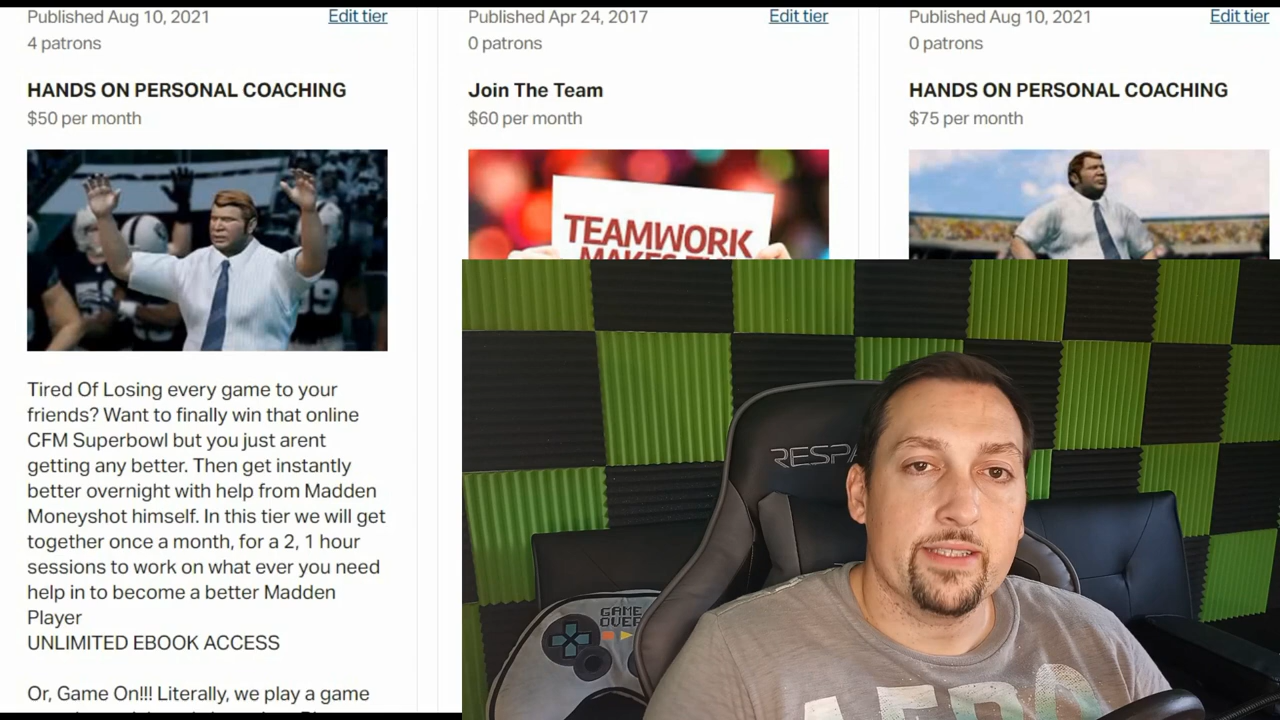 Published Aug 10, 2021
Edit tier
4 patrons
HANDS ON PERSONAL COACHING
$50 per month
Tired Of Losing every game to your
friends? Want to finally win that online
CFM Superbowl but you just arent
getting any better. Then get instantly
better overnight with help from Madden
Moneyshot himself. In this tier we will get
together once a month, for a 2, 1 hour
sessions to work on what ever you need
help in to become a better Madden
Player
UNLIMITED EBOOK ACCESS
Or, Game On!!! Literally, we play a game
Published Apr 24, 2017
Edit tier
0 patrons
Join The Team
$60 per month
TEAMWORK
Published Aug 10, 2021
Edit tier
0 patrons
HANDS ON PERSONAL COACHING
$75 per month
GAME
OVER